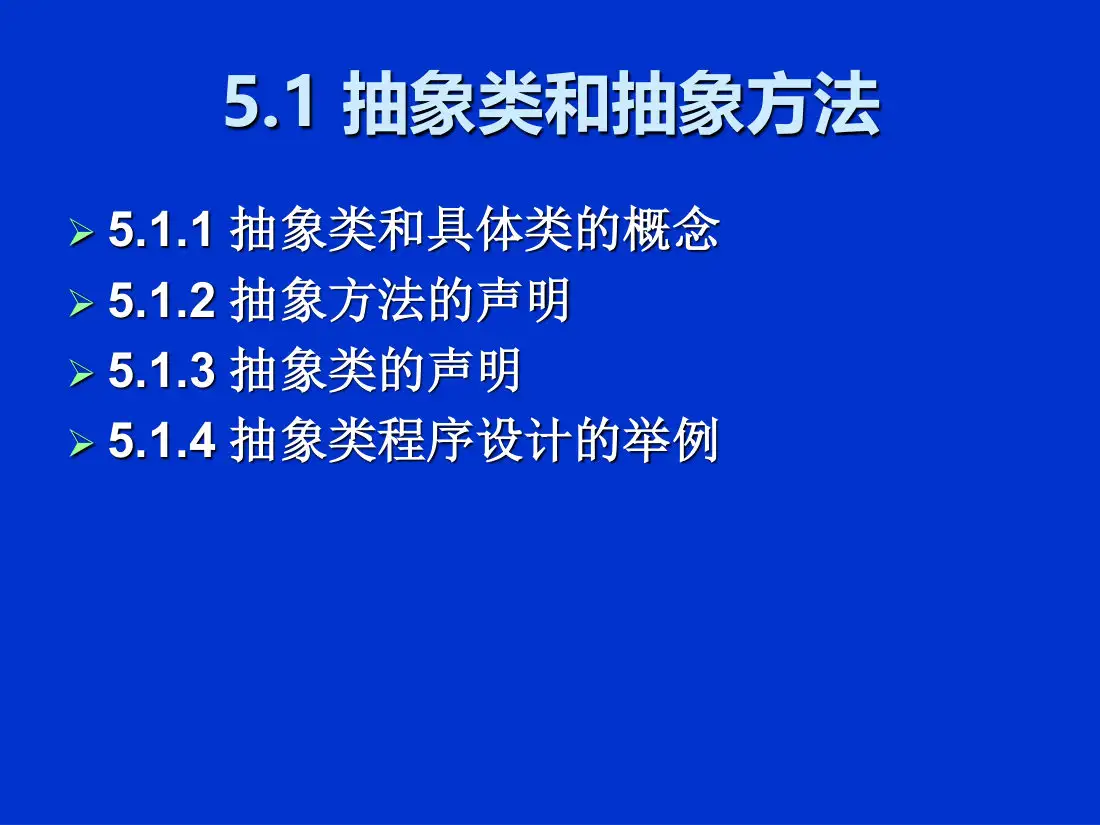 5.1 抽象类和抽象方法
5.1.1 抽象类和具体类的概念
5.1.2 抽象方法的声明
5.1.3 抽象类的声明
5.1.4 抽象类程序设计的举例